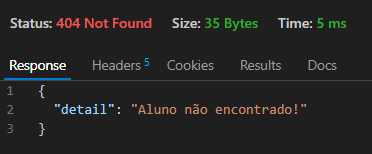 Status: 404 Not Found Size: 35 Bytes Time: 5 ms
Response Headers 5 Cookies Results Docs
1 {
2 "detail": "Aluno não encontrado!"
3 }